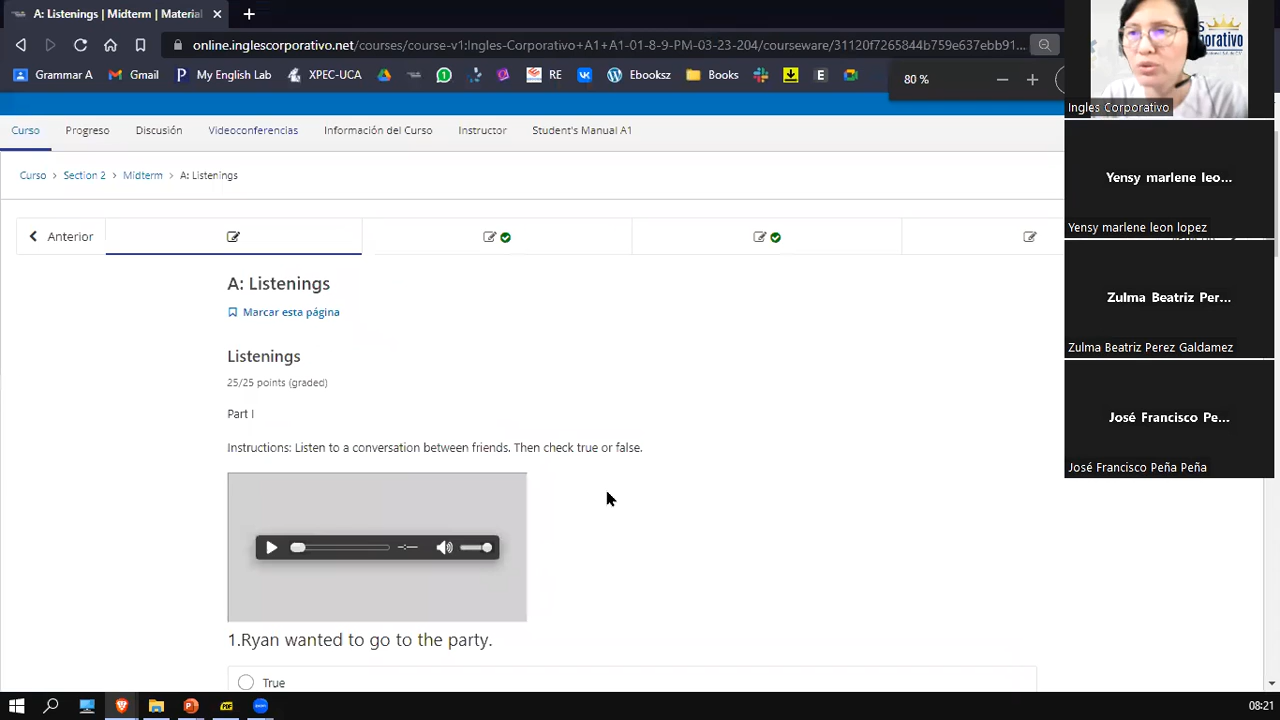 A: Listenings | Midterm | Material
online.inglescorporativo.net/courses/course-v1:Ingles-Corporativo+A1+A1-01-8-9-PM-03-23-204/courseware/31120f7265844b759e637ebb91...
Grammar A
Gmail
My English Lab
XPEC-UCA
RE
Ebooksz
Books
E
80 %
Curso
Progreso
Discusión
Videoconferencias
Información del Curso
Instructor
Student's Manual A1
Curso > Section 2 > Midterm > A: Listenings
Anterior
A: Listenings
Marcar esta página
Listenings
25/25 points (graded)
Part I
Instructions: Listen to a conversation between friends. Then check true or false.
1.Ryan wanted to go to the party.
True
Ingles Corporativo
Yensy marlene leo...
Yensy marlene leon lopez
Zulma Beatriz Per...
Zulma Beatriz Perez Galdamez
José Francisco Pe...
José Francisco Peña Peña
08:21